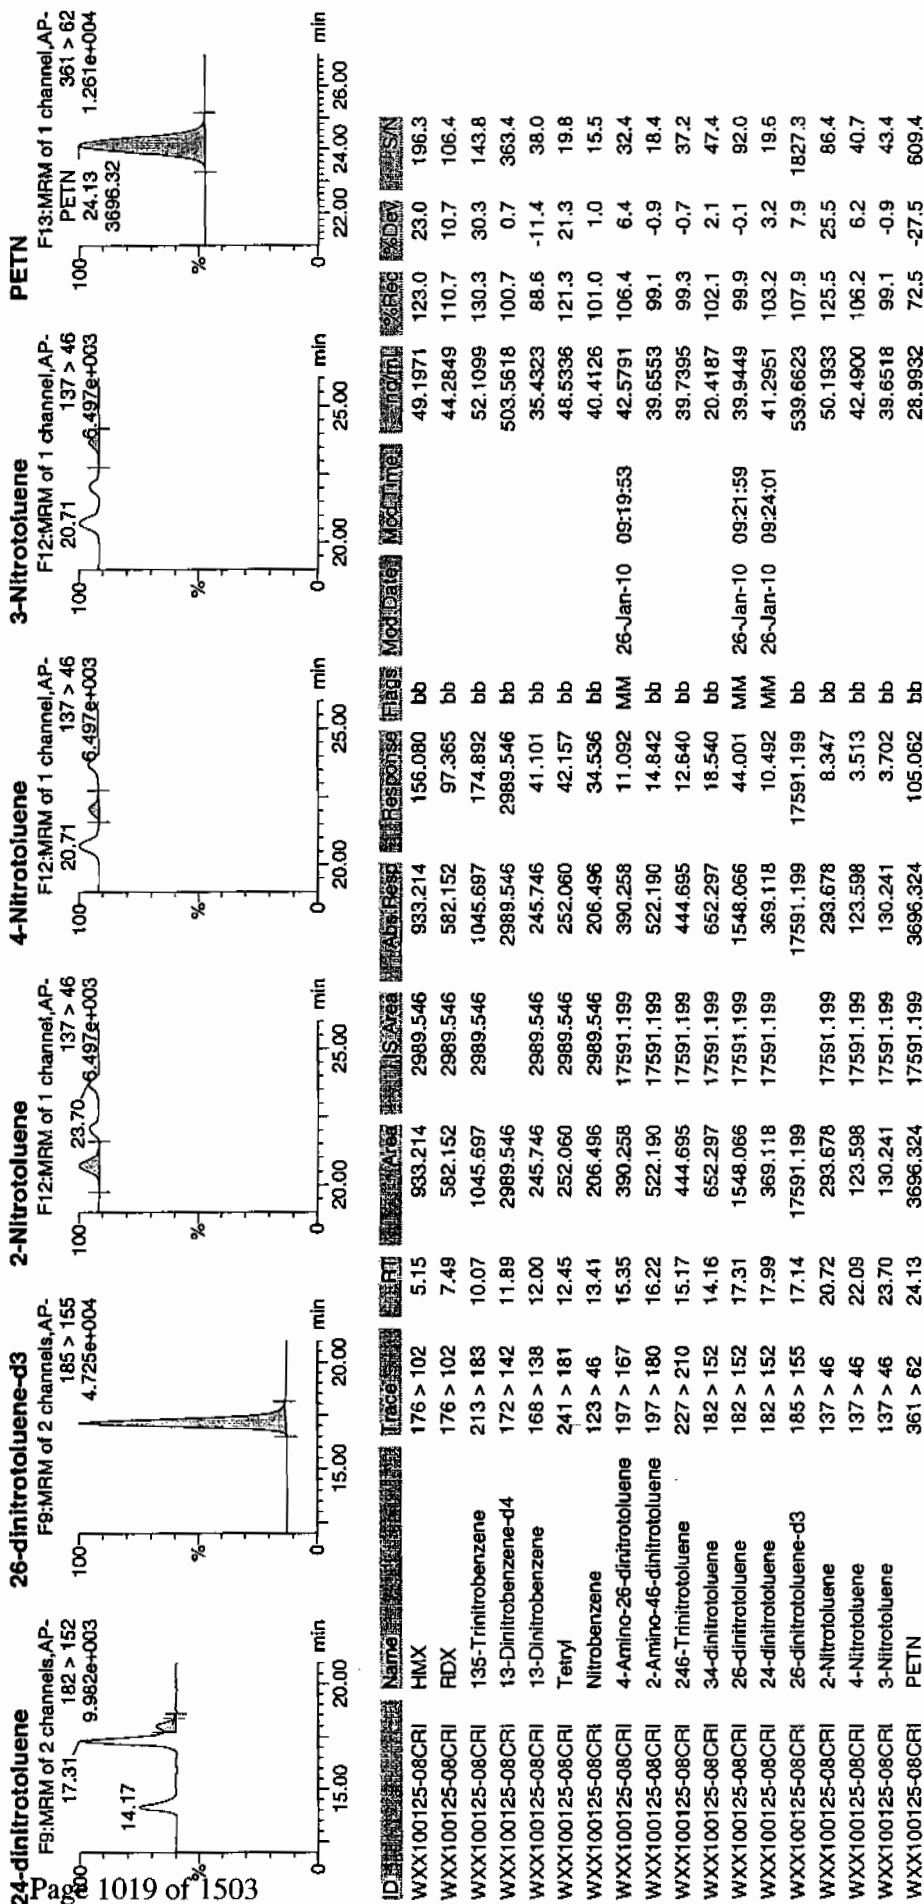 24-dinitrotoluene
F9:MRM of 2 channels,AP-
182 > 152
9.982e+003
17.31
14.17
100
%
0
15.00 20.00 min
26-dinitrotoluene-d3
F9:MRM of 2 channels,AP-
185 > 155
4.725e+004
100
%
0
15.00 20.00 min
2-Nitrotoluene
F12:MRM of 1 channel,AP-
137 > 46
6.497e+003
23.70
100
%
0
20.00 25.00 min
4-Nitrotoluene
F12:MRM of 1 channel,AP-
137 > 46
6.497e+003
20.71
100
%
0
20.00 25.00 min
3-Nitrotoluene
F12:MRM of 1 channel,AP-
137 > 46
6.497e+003
20.71
100
%
0
20.00 25.00 min
PETN
F13:MRM of 1 channel,AP-
361 > 62
1.261e+004
PETN
24.13
3696.32
100
%
0
22.00 24.00 26.00 min
ID Name Trace RT Area IS Area Abs.Resp Response Flags Mod.Date Mod.Time ng/mL %Rec %Dev S/N
WXX100125-08CRI HMX 176 > 102 5.15 933.214 2989.546 933.214 156.080 bb 49.1971 123.0 23.0 196.3
WXX100125-08CRI RDX 176 > 102 7.49 582.152 2989.546 582.152 97.365 bb 44.2649 110.7 10.7 106.4
WXX100125-08CRI 135-Trinitrobenzene 213 > 183 10.07 1045.697 2989.546 1045.697 174.892 bb 52.1099 130.3 30.3 143.8
WXX100125-08CRI 13-Dinitrobenzene-d4 172 > 142 11.89 2989.546 2989.546 2989.546 bb 503.5618 100.7 0.7 363.4
WXX100125-08CRI 13-Dinitrobenzene 168 > 138 12.00 245.746 2989.546 245.746 41.101 bb 35.4323 88.6 -11.4 38.0
WXX100125-08CRI Tetryl 241 > 181 12.45 252.060 2989.546 252.060 42.157 bb 48.5336 121.3 21.3 19.8
WXX100125-08CRI Nitrobenzene 123 > 46 13.41 206.496 2989.546 206.496 34.536 bb 40.4126 101.0 1.0 15.5
WXX100125-08CRI 4-Amino-26-dinitrotoluene 197 > 167 15.35 390.258 17591.199 390.258 11.092 MM 26-Jan-10 09:19:53 42.5791 106.4 6.4 32.4
WXX100125-08CRI 2-Amino-46-dinitrotoluene 197 > 180 16.22 522.190 17591.199 522.190 14.842 bb 39.6553 99.1 -0.9 18.4
WXX100125-08CRI 246-Trinitrotoluene 227 > 210 15.17 444.695 17591.199 444.695 12.640 bb 39.7395 99.3 -0.7 37.2
WXX100125-08CRI 34-dinitrotoluene 182 > 152 14.16 652.297 17591.199 652.297 18.540 bb 20.4187 102.1 2.1 47.4
WXX100125-08CRI 26-dinitrotoluene 182 > 152 17.31 1548.066 17591.199 1548.066 44.001 MM 26-Jan-10 09:21:59 39.9449 99.9 -0.1 92.0
WXX100125-08CRI 24-dinitrotoluene 182 > 152 17.99 369.118 17591.199 369.118 10.492 MM 26-Jan-10 09:24:01 41.2951 103.2 3.2 19.6
WXX100125-08CRI 26-dinitrotoluene-d3 185 > 155 17.14 17591.199 17591.199 17591.199 bb 539.6623 107.9 7.9 1827.3
WXX100125-08CRI 2-Nitrotoluene 137 > 46 20.72 293.678 17591.199 293.678 8.347 bb 50.1933 125.5 25.5 86.4
WXX100125-08CRI 4-Nitrotoluene 137 > 46 22.09 123.598 17591.199 123.598 3.513 bb 42.4900 106.2 6.2 40.7
WXX100125-08CRI 3-Nitrotoluene 137 > 46 23.70 130.241 17591.199 130.241 3.702 bb 39.6518 99.1 -0.9 43.4
WXX100125-08CRI PETN 361 > 62 24.13 3696.324 17591.199 3696.324 105.062 bb 28.9932 72.5 -27.5 609.4
Page 1019 of 1503